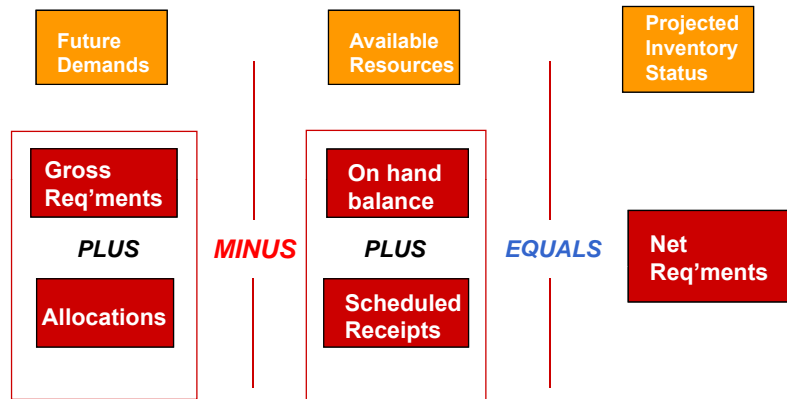 Future
Demands
Available
Resources
Projected
Inventory
Status
Gross
Req’ments
PLUS
Allocations
MINUS
On hand
balance
PLUS
Scheduled
Receipts
EQUALS
Net
Req’ments